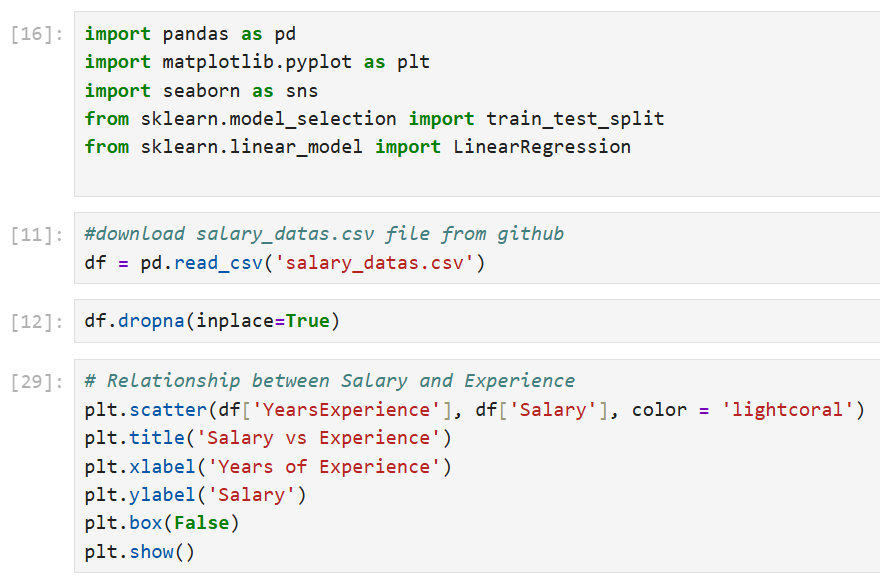 [16]: import pandas as pd
import matplotlib.pyplot as plt
import seaborn as sns
from sklearn.model_selection import train_test_split
from sklearn.linear_model import LinearRegression
[11]: #download salary_datas.csv file from github
df = pd.read_csv('salary_datas.csv')
[12]: df.dropna(inplace=True)
[29]: # Relationship between Salary and Experience
plt.scatter(df['YearsExperience'], df['Salary'], color = 'lightcoral')
plt.title('Salary vs Experience')
plt.xlabel('Years of Experience')
plt.ylabel('Salary')
plt.box(False)
plt.show()